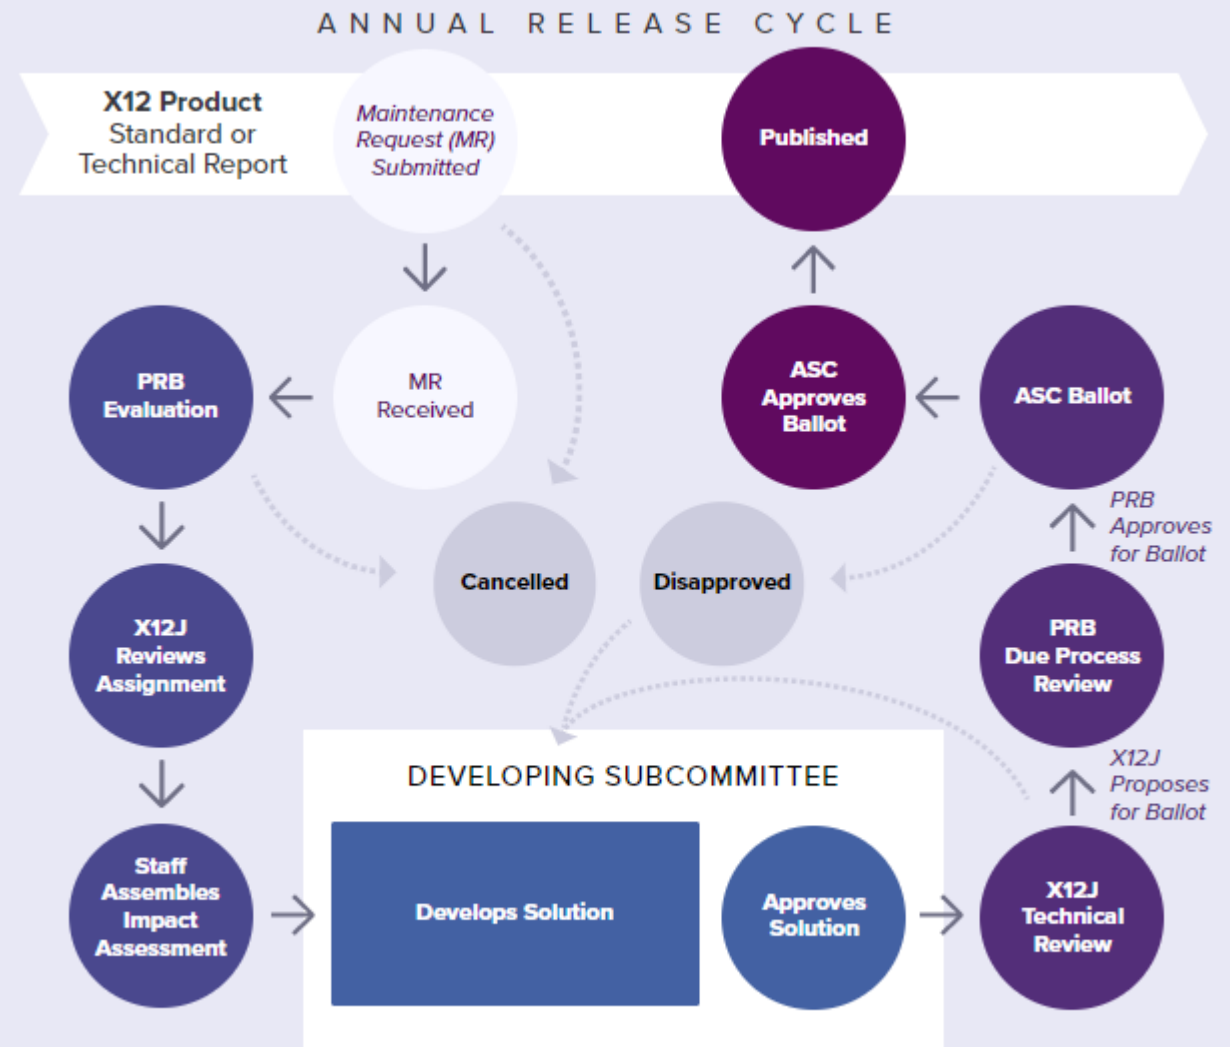 ANNUAL RELEASE CYCLE
X12 Product
Standard or
Technical Report
Maintenance
Request (MR)
Submitted
Published
PRB
Evaluation
MR
Received
ASC
Approves
Ballot
ASC Ballot
PRB
Approves
for Ballot
Cancelled
Disapproved
X12J
Reviews
Assignment
PRB
Due Process
Review
X12J
Proposes
for Ballot
DEVELOPING SUBCOMMITTEE
Staff
Assembles
Impact
Assessment
Develops Solution
Approves
Solution
X12J
Technical
Review